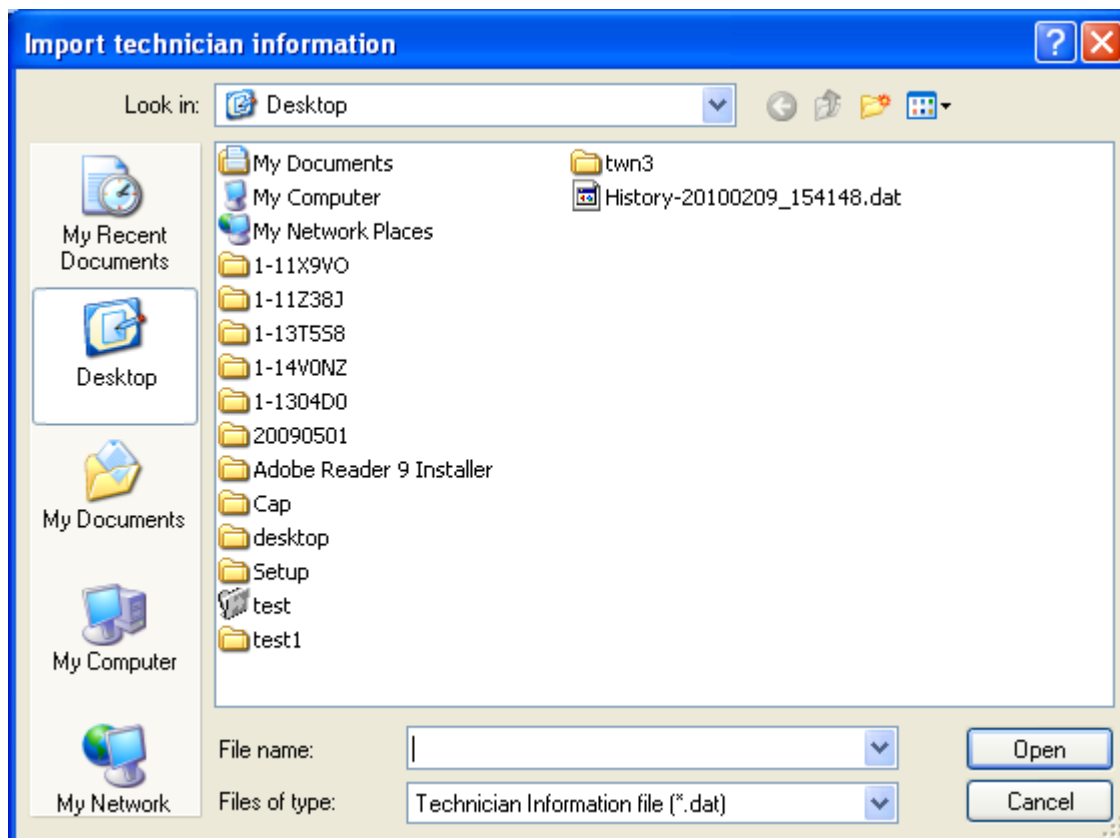 Import technician information
Look in:
Desktop
My Recent
Documents
Desktop
My Documents
My Computer
My Network
My Documents
My Computer
My Network Places
1-11X9VO
1-11Z38J
1-13T5S8
1-14V0NZ
1-1304D0
20090501
Adobe Reader 9 Installer
Cap
desktop
Setup
test
test1
twn3
History-20100209_154148.dat
File name:
Open
Files of type:
Technician Information file (*.dat)
Cancel